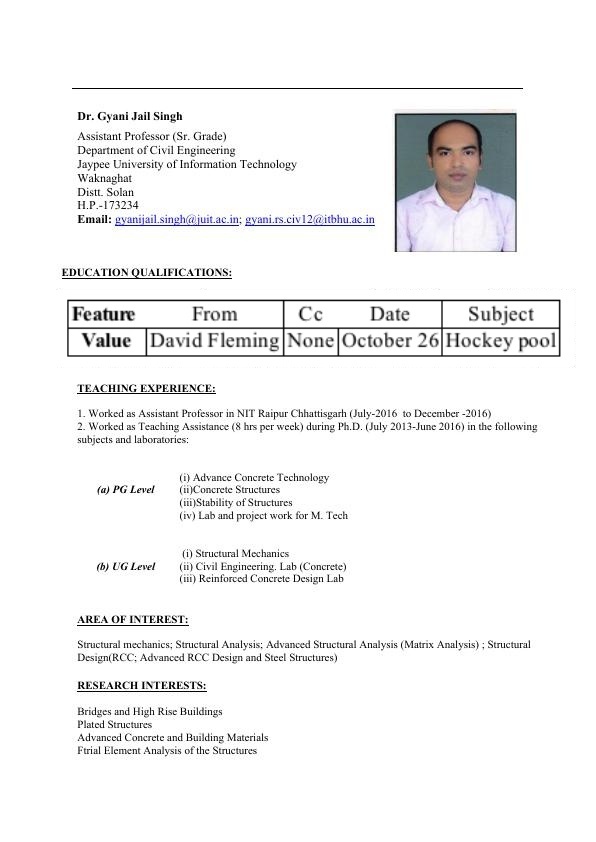 Dr. Gyani Jail Singh
Assistant Professor (Sr. Grade)
Department of Civil Engineering
Jaypee University of Information Technology
Waknaghat
Distt. Solan
H.P.-173234
Email: gyanijail.singh@juit.ac.in; gyani.rs.civ12@itbhu.ac.in
EDUCATION QUALIFICATIONS:
Feature From Cc Date Subject
Value David Fleming None October 26 Hockey pool
TEACHING EXPERIENCE:
1. Worked as Assistant Professor in NIT Raipur Chhattisgarh (July-2016 to December -2016)
2. Worked as Teaching Assistance (8 hrs per week) during Ph.D. (July 2013-June 2016) in the following
subjects and laboratories:
(a) PG Level
(i) Advance Concrete Technology
(ii)Concrete Structures
(iii)Stability of Structures
(iv) Lab and project work for M. Tech
(b) UG Level
(i) Structural Mechanics
(ii) Civil Engineering. Lab (Concrete)
(iii) Reinforced Concrete Design Lab
AREA OF INTEREST:
Structural mechanics; Structural Analysis; Advanced Structural Analysis (Matrix Analysis) ; Structural
Design(RCC; Advanced RCC Design and Steel Structures)
RESEARCH INTERESTS:
Bridges and High Rise Buildings
Plated Structures
Advanced Concrete and Building Materials
Ftrial Element Analysis of the Structures